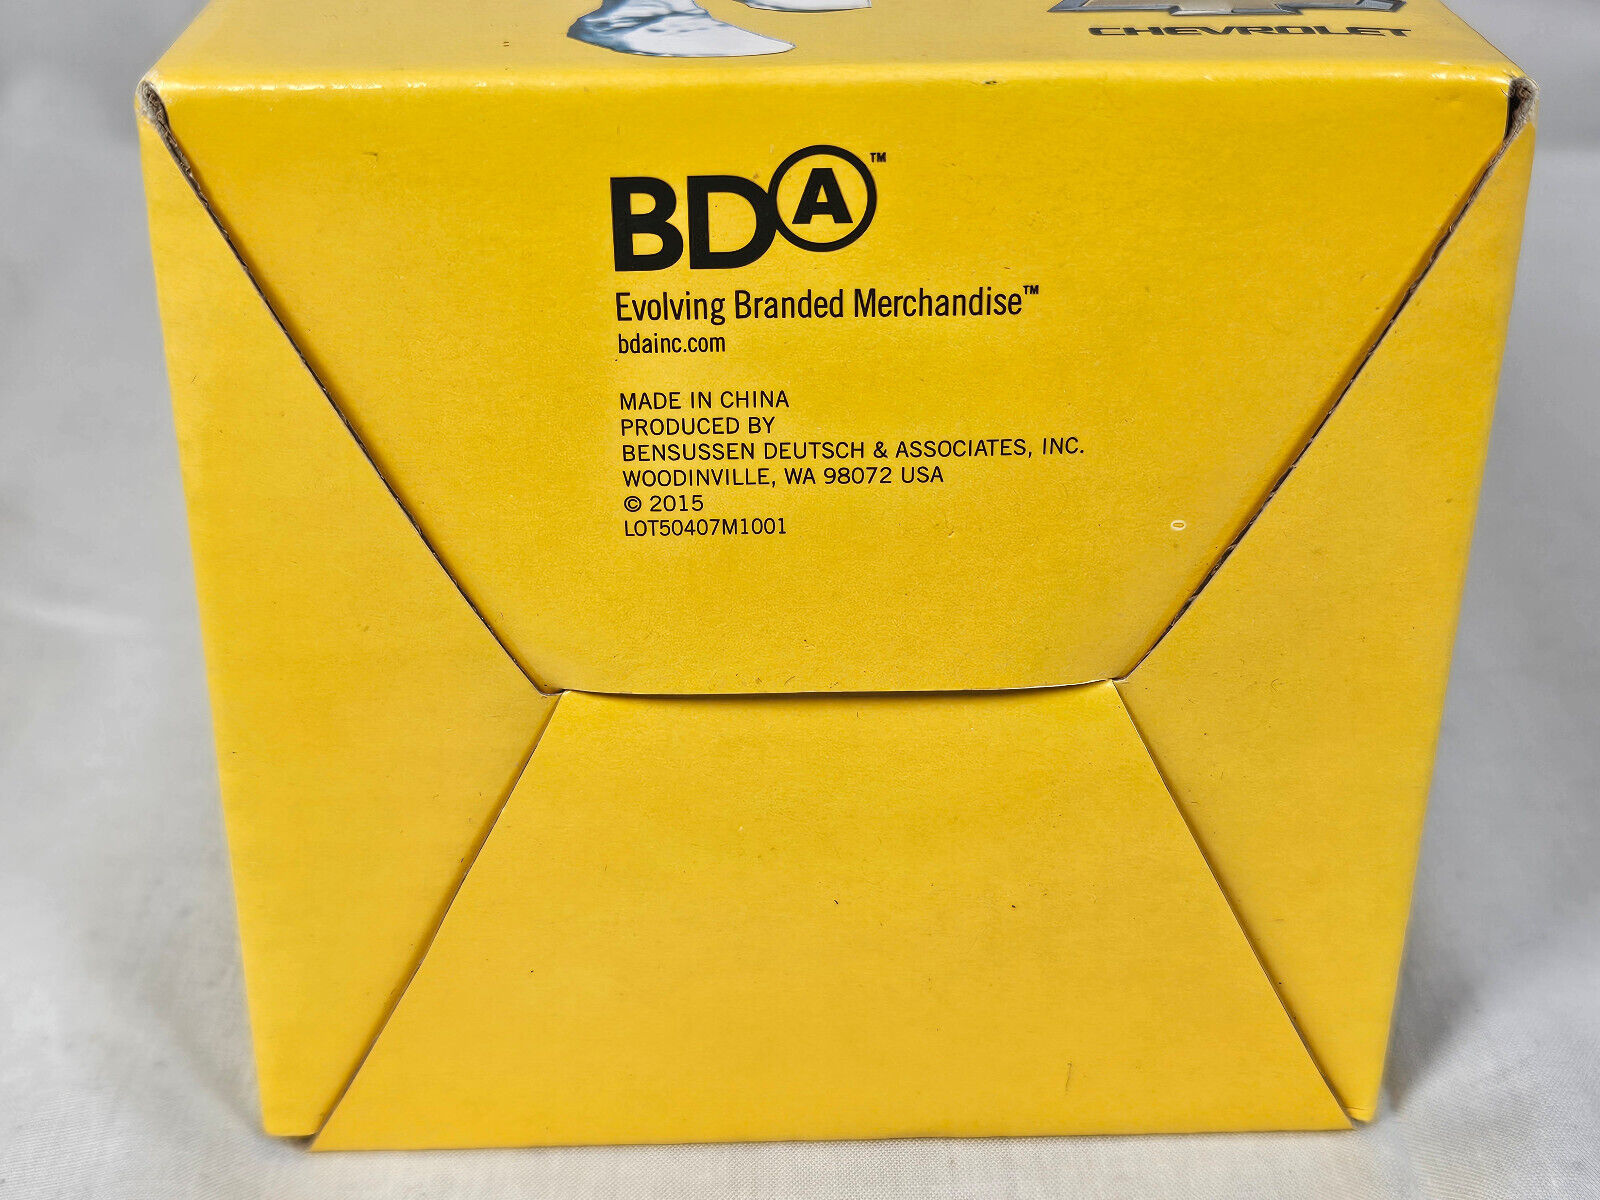 CHEVROLET
BDA™
Evolving Branded Merchandise™
bdainc.com
MADE IN CHINA
PRODUCED BY
BENSUSSEN DEUTSCH & ASSOCIATES, INC.
WOODINVILLE, WA 98072 USA
© 2015
LOT50407M1001
0